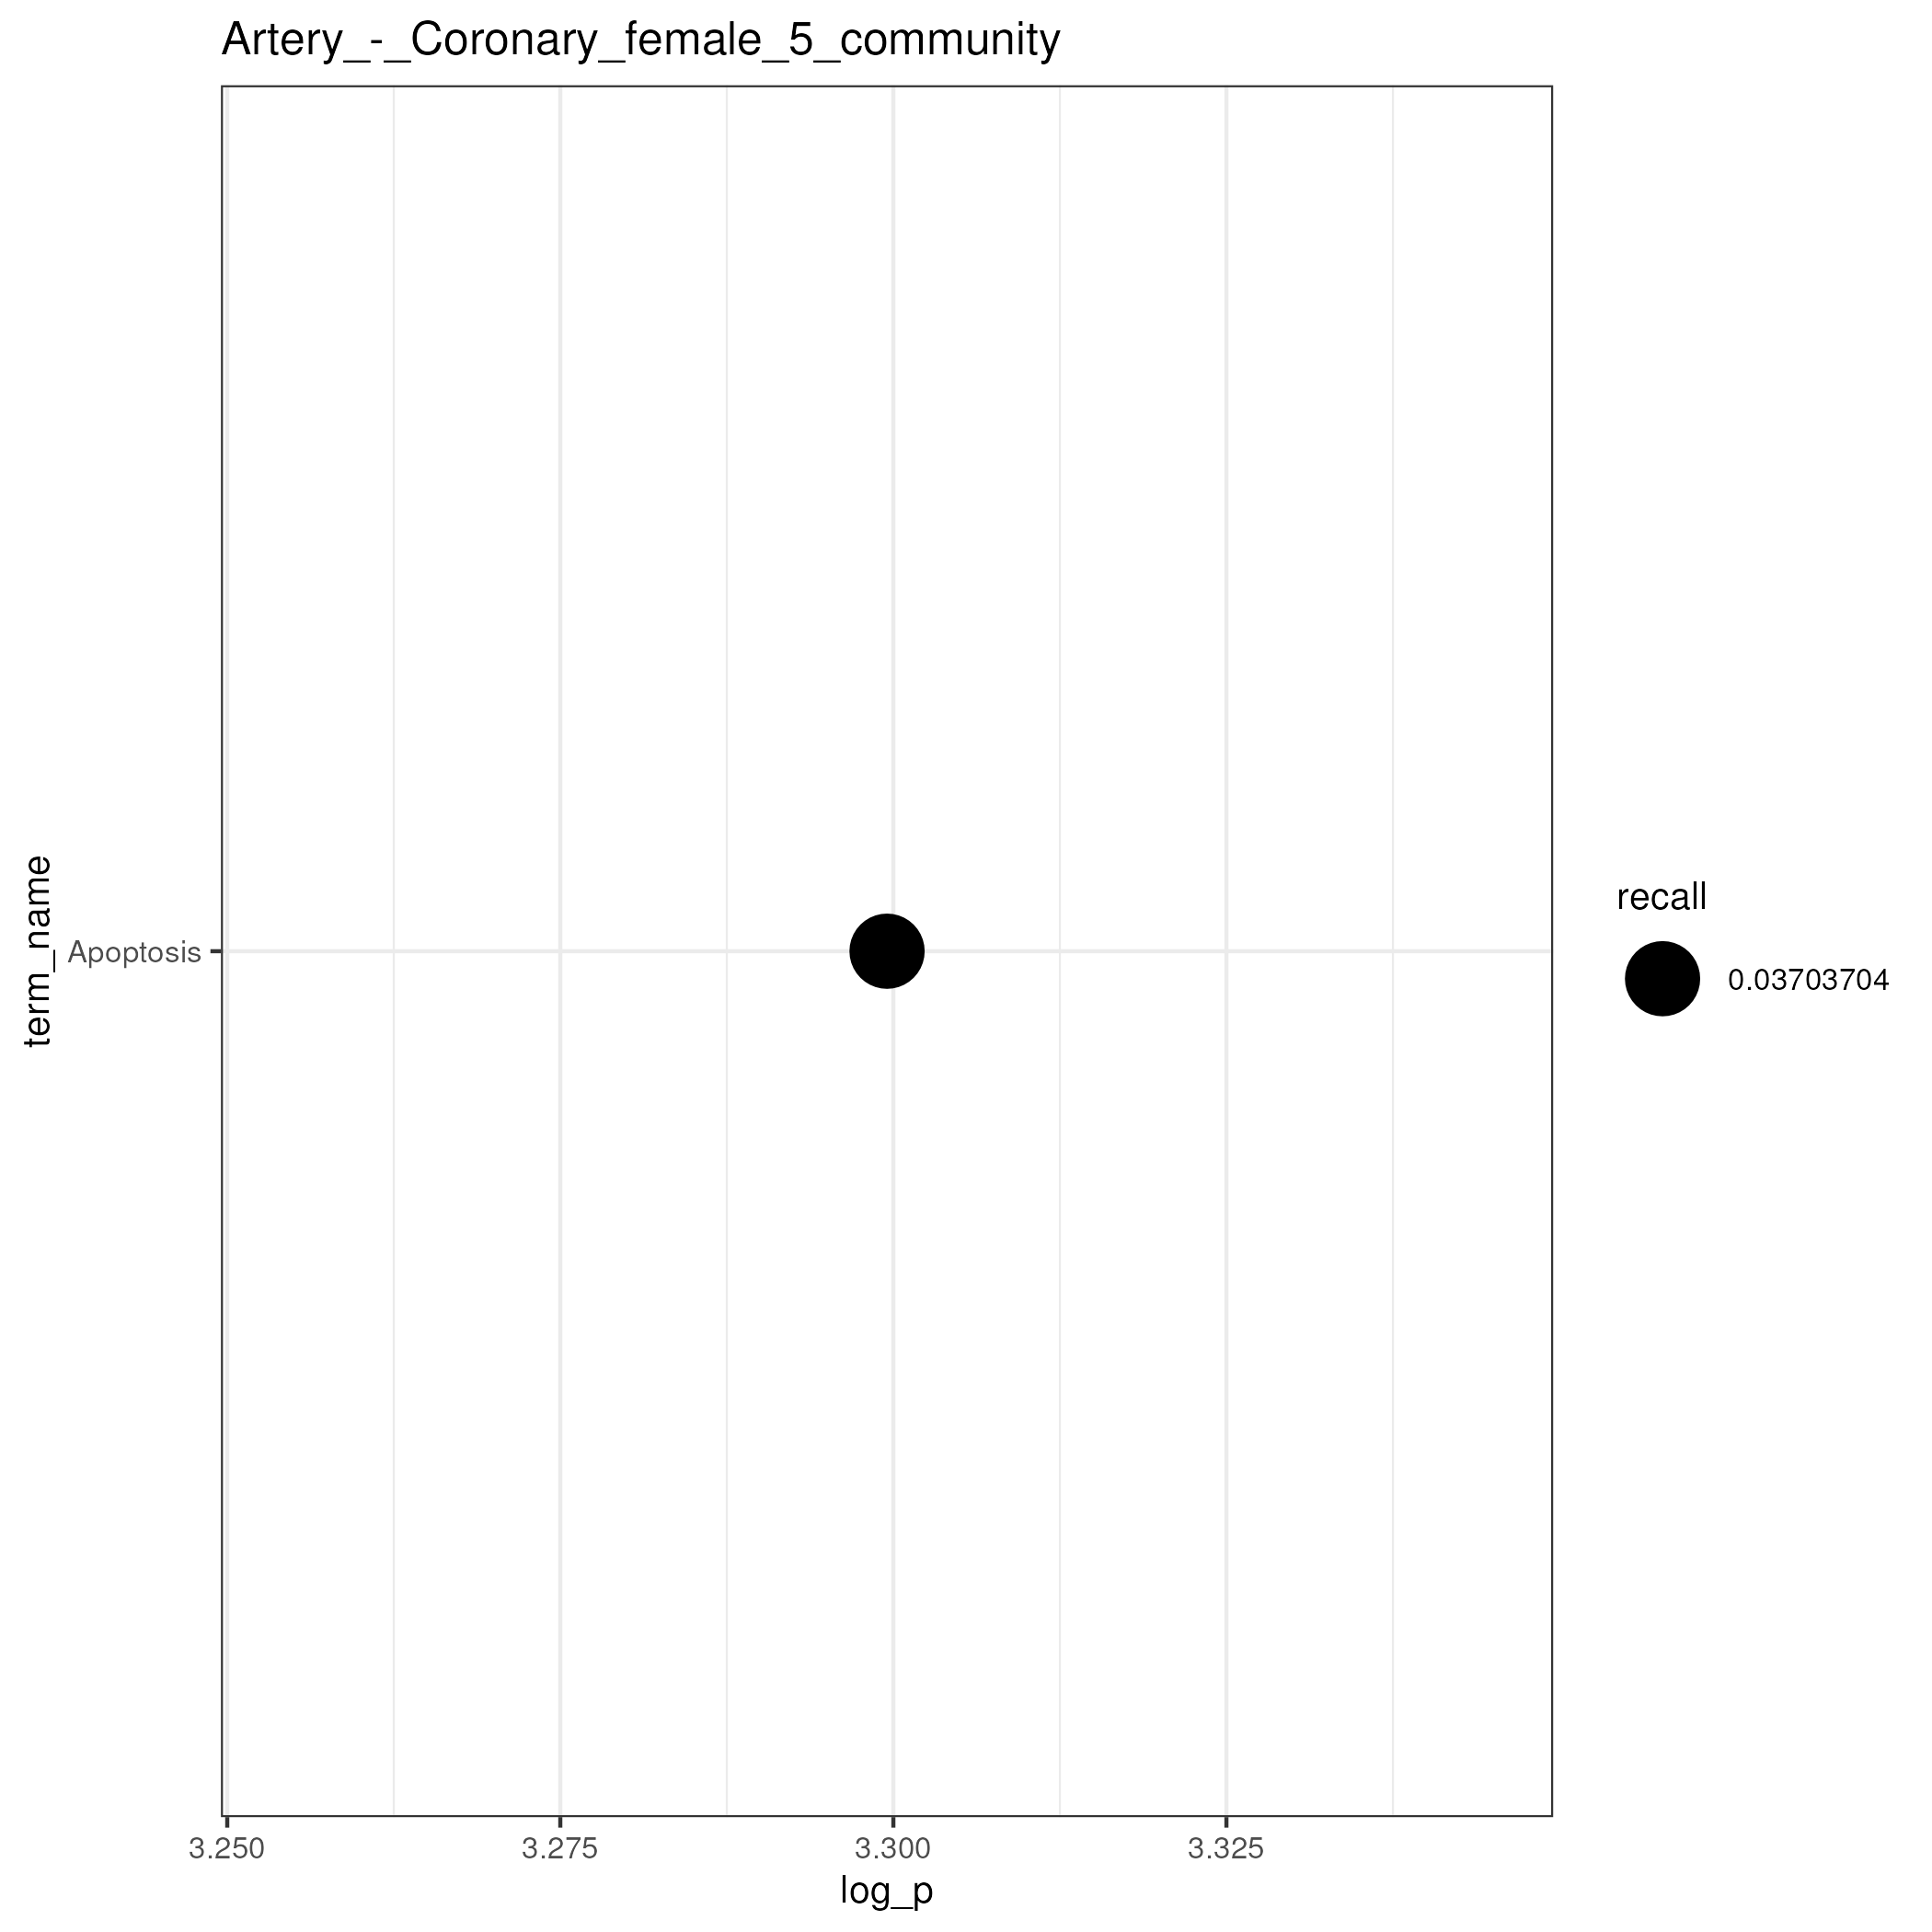 Artery_-_Coronary_female_5_community
term_name
Apoptosis
recall
0.03703704
3.250
3.275
3.300
3.325
log_p